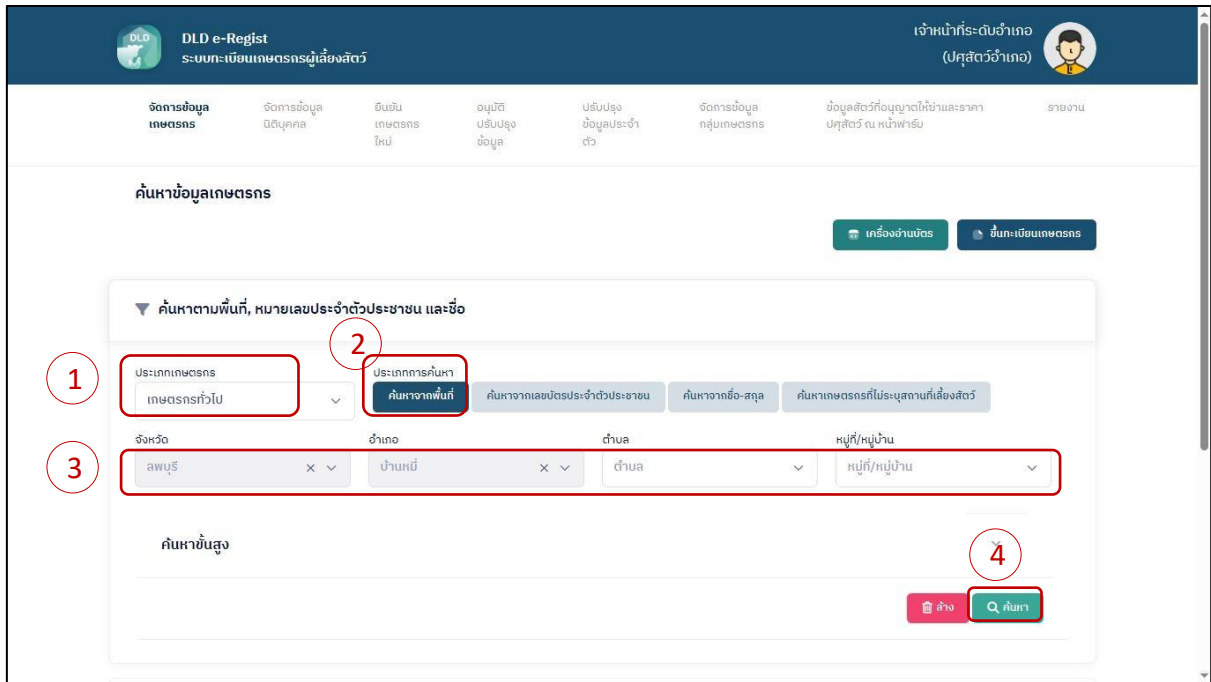 DLD
DLD e-Regist
ระบบทะเบียนเกษตรกรผู้เลี้ยงสัตว์
เจ้าหน้าที่ระดับอำเภอ
(ปศุสัตว์อำเภอ)
จัดการข้อมูล
เกษตรกร
จัดการข้อมูล
นิติบุคคล
ยืนยัน
เกษตรกร
ใหม่
อนุมัติ
ปรับปรุง
ข้อมูล
ปรับปรุง
ข้อมูลประจำ
ตัว
จัดการข้อมูล
กลุ่มเกษตรกร
ข้อมูลสัตว์ที่อนุญาตให้ฆ่าและราคา
ปศุสัตว์ ณ หน้าฟาร์ม
รายงาน
ค้นหาข้อมูลเกษตรกร
เครื่องอ่านบัตร
ขึ้นทะเบียนเกษตรกร
ค้นหาตามพื้นที่, หมายเลขประจำตัวประชาชน และชื่อ
1
2
ประเภทเกษตรกร
เกษตรกรทั่วไป
ประเภทการค้นหา
ค้นหาจากพื้นที่
ค้นหาจากเลขบัตรประจำตัวประชาชน
ค้นหาจากชื่อ-สกุล
ค้นหาเกษตรกรที่ไม่ระบุสถานที่เลี้ยงสัตว์
3
จังหวัด
อำเภอ
ตำบล
หมู่ที่/หมู่บ้าน
ลพบุรี
บ้านหมี่
ตำบล
หมู่ที่/หมู่บ้าน
ค้นหาขั้นสูง
4
ล้าง
ค้นหา